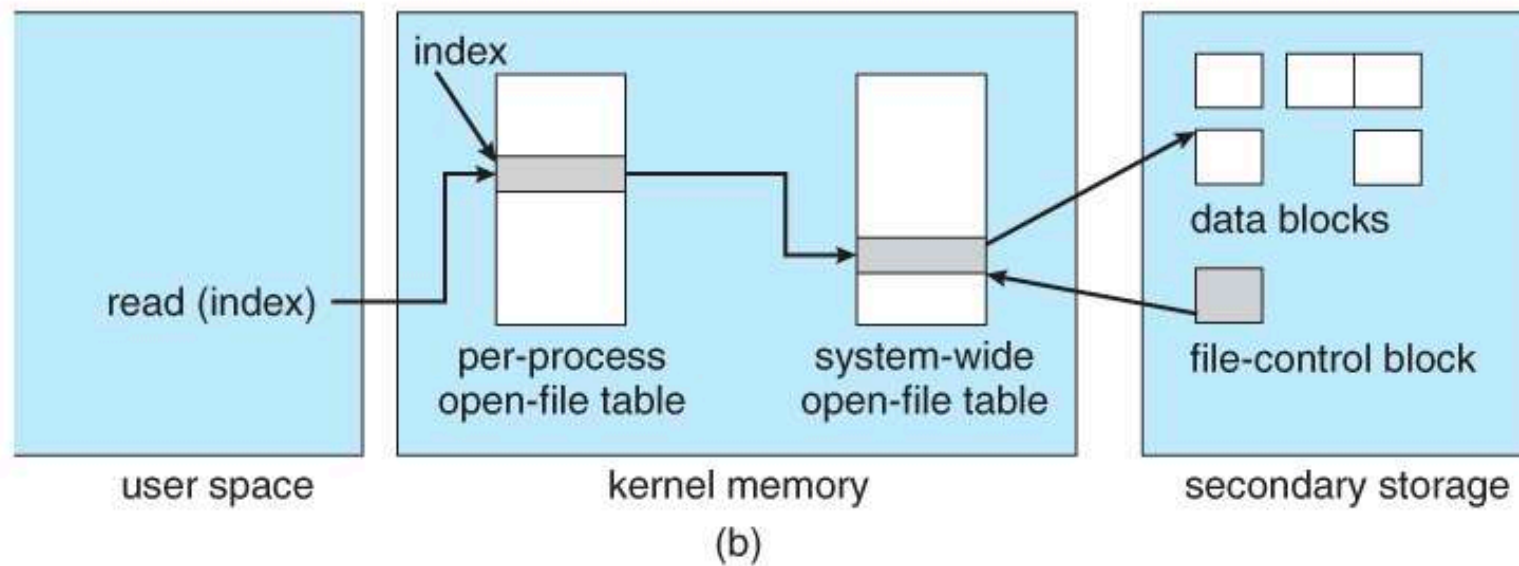 index
read (index)
per-process
open-file table
system-wide
open-file table
data blocks
file-control block
user space
kernel memory
secondary storage
(b)